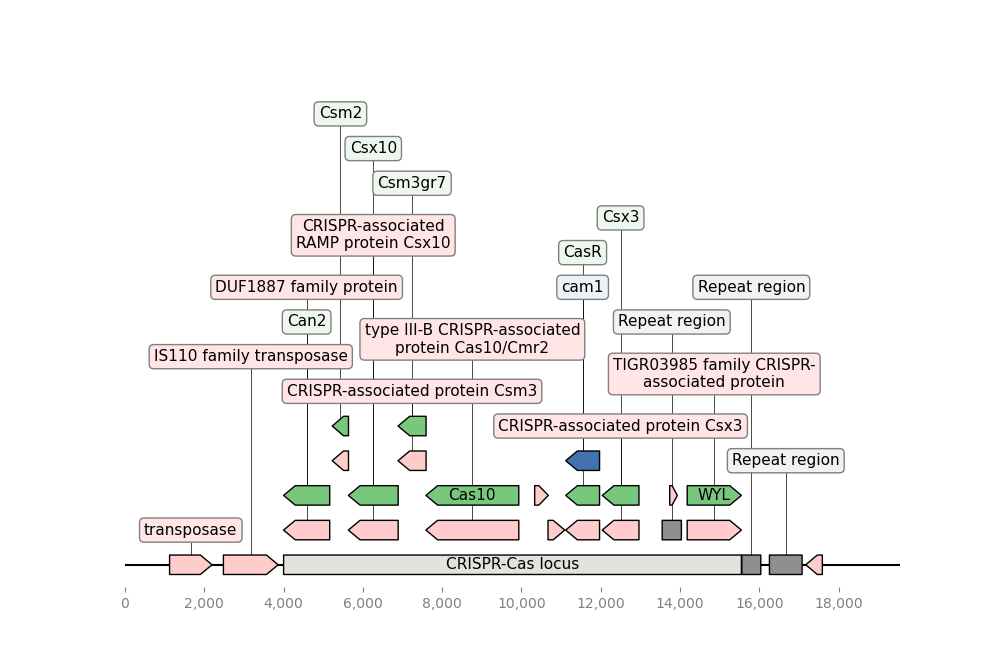 Csm2
Csx10
Csm3gr7
Csx3
CRISPR-associated
RAMP protein Csx10
CasR
DUF1887 family protein
cam1
Repeat region
Can2
Repeat region
type III-B CRISPR-associated
protein Cas10/Cmr2
IS110 family transposase
TIGR03985 family CRISPR-
associated protein
CRISPR-associated protein Csm3
CRISPR-associated protein Csx3
Repeat region
Cas10
WYL
transposase
CRISPR-Cas locus
0 2,000 4,000 6,000 8,000 10,000 12,000 14,000 16,000 18,000